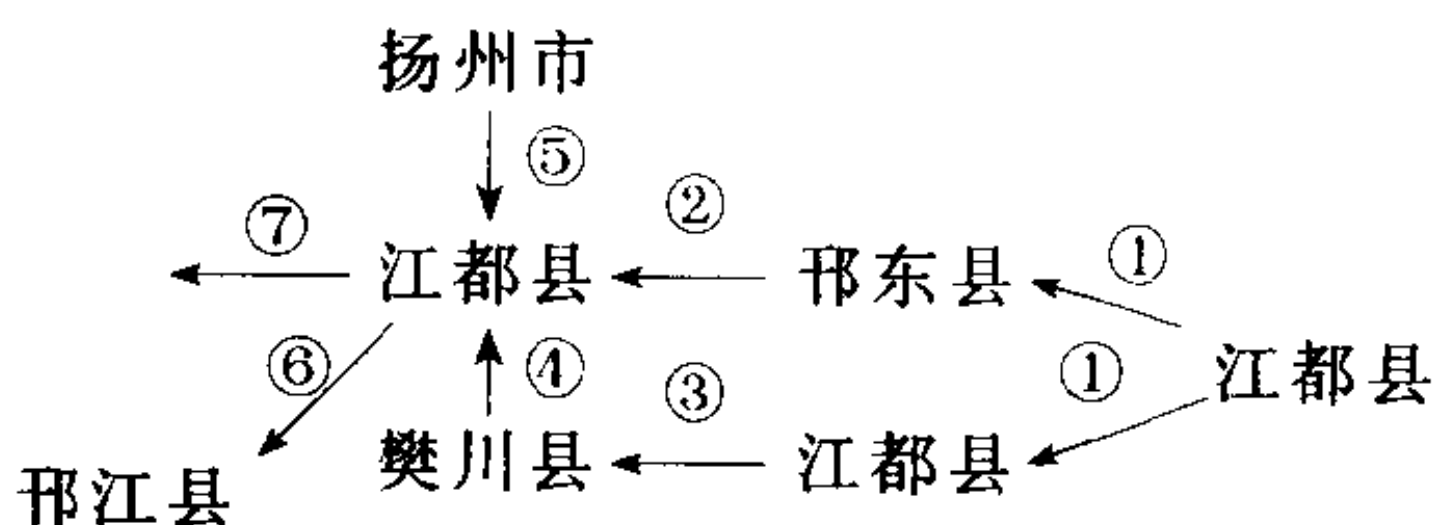 扬州市
⑤
⑦ 江都县 ② 邗东县 ①
⑥ ④ ③ ① 江都县
邗江县 樊川县 江都县